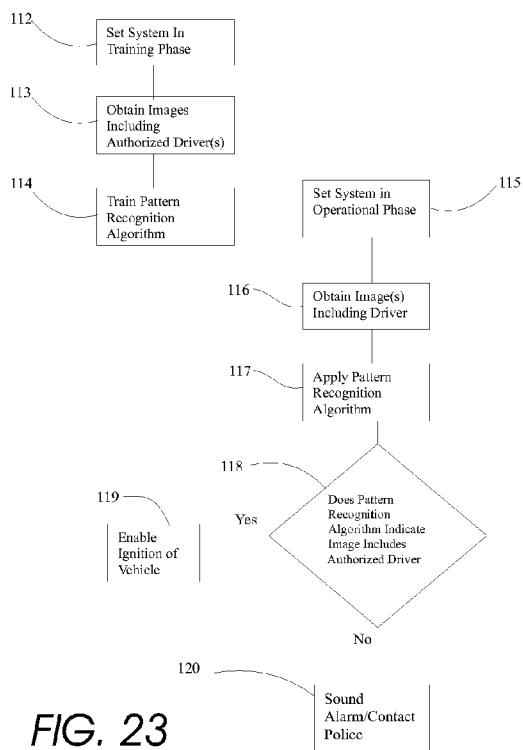 112
Set System In
Training Phase
113
Obtain Images
Including
Authorized Driver(s)
114
Train Pattern
Recognition
Algorithm
115
Set System in
Operational Phase
116
Obtain Image(s)
Including Driver
117
Apply Pattern
Recognition
Algorithm
118
Does Pattern
Recognition
Algorithm Indicate
Image Includes
Authorized Driver
Yes
119
Enable
Ignition of
Vehicle
No
120
Sound
Alarm/Contact
Police
FIG. 23